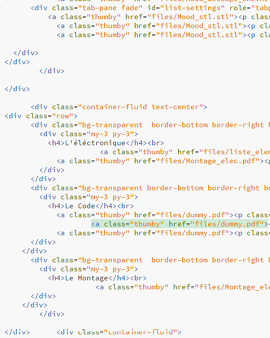 <div class="tab-pane fade" id="list-settings" role="tabp
<a class="thumby" href="files/Mood_stl.stl"><p clas
<a class="thumby" href="files/Mood_stl.stl"><p clas
<a class="thumby" href="files/Mood_stl.stl"><p clas
</div>
</div>
</div>
</div>
<div class="container-fluid text-center">
<div class="row">
<div class="bg-transparent border-bottom border-right b
<div class="my-3 py-3">
<h4>L'éléctronique</h4><br>
<a class="thumby" href="files/liste_elem
<a class="thumby" href="files/Montage_elec.pdf"><p
</div>
</div>
<div class="bg-transparent border-bottom border-right bo
<div class="my-3 py-3">
<h4>Le Code</h4><br>
<a class="thumby" href="files/dummy.pdf"><p class
<a class="thumby" href="files/dummy.pdf"><
<a class="thumby" href="files/dummy.pdf"><p class
</div>
</div>
<div class="bg-transparent border-bottom border-right bo
<div class="my-3 py-3">
<h4>Le Montage</h4><br>
<a class="thumby" href="files/Montage_el
</div>
</div>
</div>
</div> <div class="container-fluid">